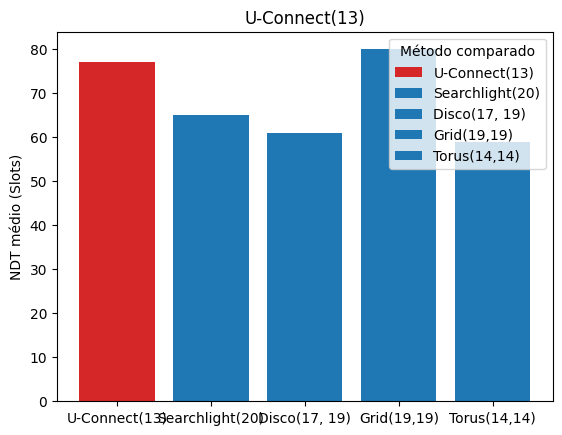 U-Connect(13)
Método comparado
U-Connect(13)
Searchlight(20)
Disco(17, 19)
Grid(19,19)
Torus(14,14)
NDT médio (Slots)
80
70
60
50
40
30
20
10
0
U-Connect(13)
Searchlight(20)
Disco(17, 19)
Grid(19,19)
Torus(14,14)